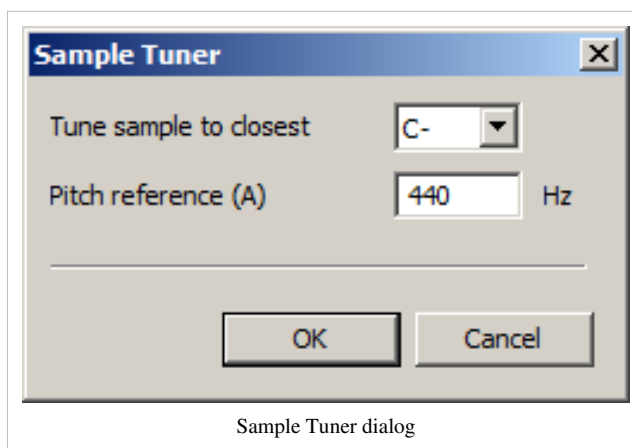 Sample Tuner
Tune sample to closest C-
Pitch reference (A) 440 Hz
OK Cancel
Sample Tuner dialog